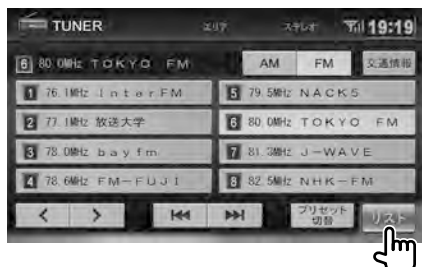 TUNER エリア ステレオ 19:19
6 80.0MHz TOKYO FM AM FM 交通情報
1 76.1MHz InterFM 5 79.5MHz NACK5
2 77.1MHz 放送大学 6 80.0MHz TOKYO FM
3 78.0MHz bayfm 7 81.3MHz J-WAVE
4 78.6MHz FM-FUJI 8 82.5MHz NHK-FM
プリセット
切替 リスト